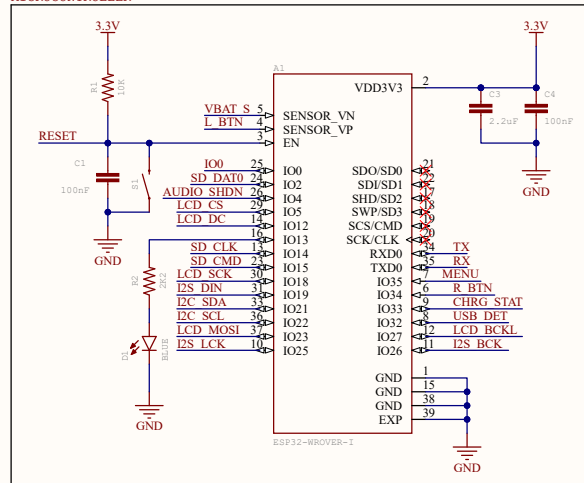 3.3V
3.3V
A1
R1
10K
VDD3V3 2
C3
2.2uF
C4
100nF
VBAT_S 5 SENSOR_VN
L_BTN 4 SENSOR_VP
RESET 3 EN
C1
100nF
S1
GND
GND
IO0 25 IO0
SD_DAT0 24 IO2
AUDIO_SHDN 26 IO4
LCD_CS 29 IO5
LCD_DC 14 IO12
16 IO13
SD_CLK 13 IO14
SD_CMD 23 IO15
LCD_SCK 30 IO18
I2S_DIN 31 IO19
I2C_SDA 33 IO21
I2C_SCL 36 IO22
LCD_MOSI 37 IO23
I2S_LCK 10 IO25
SDO/SD0 21
SDI/SD1 22
SHD/SD2 17
SWP/SD3 18
SCS/CMD 19
SCK/CLK 20
RXD0 34 TX
TXD0 35 RX
IO35 7 MENU
IO34 6 R_BTN
IO33 9 CHRG_STAT
IO32 8 USB_DET
IO27 12 LCD_BCKL
IO26 11 I2S_BCK
R2
2K2
D1
BLUE
GND
GND 1
GND 15
GND 38
EXP 39
GND
ESP32-WROVER-I